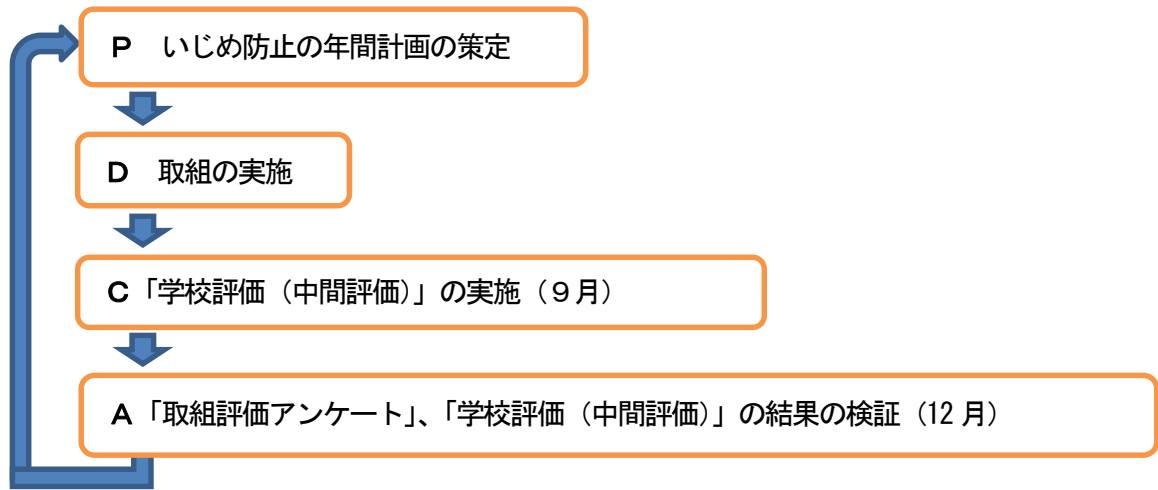 P　いじめ防止の年間計画の策定
D　取組の実施
C「学校評価（中間評価）」の実施（９月）
A「取組評価アンケート」、「学校評価（中間評価）」の結果の検証（12月）